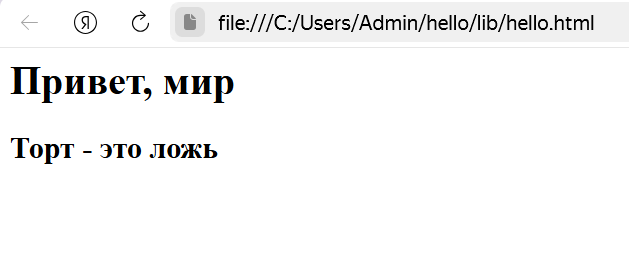 Я file:///C:/Users/Admin/hello/lib/hello.html
Привет, мир
Торт - это ложь